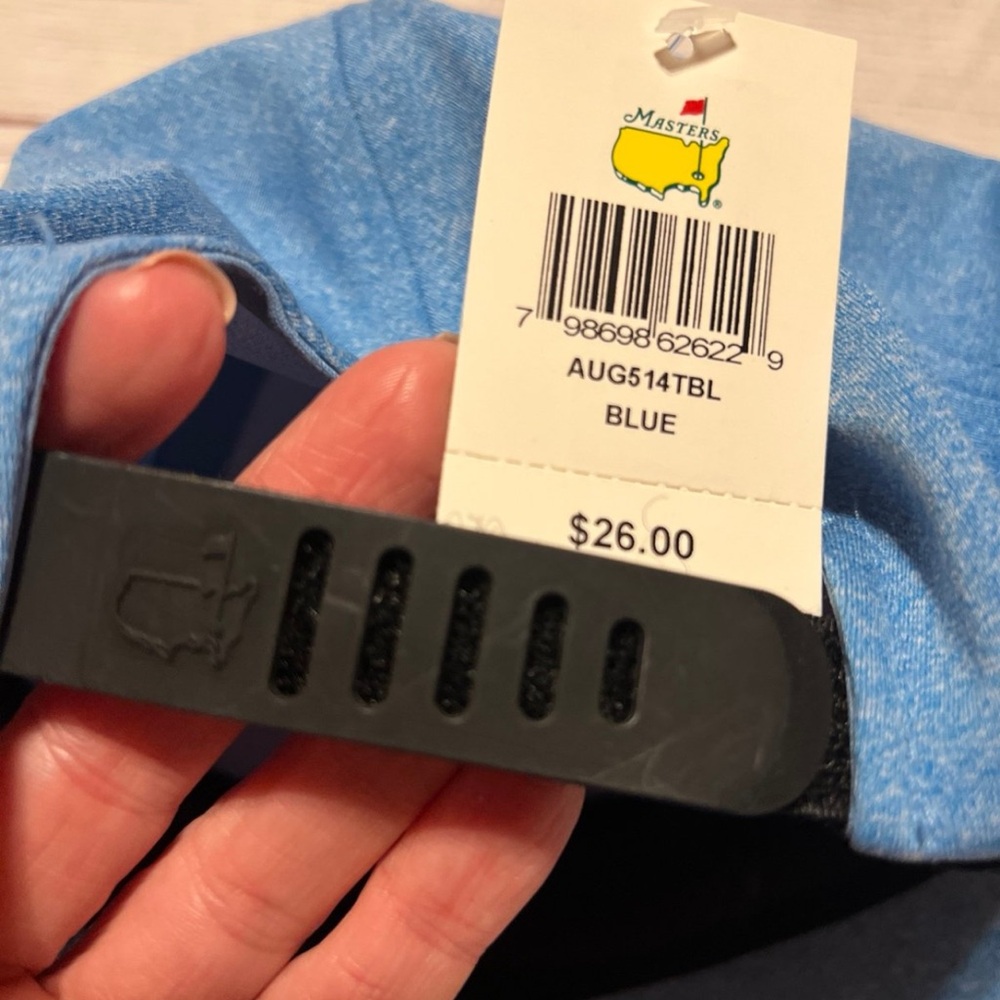 MASTERS
®
7 98698 62622 9
AUG514TBL
BLUE
$26.00